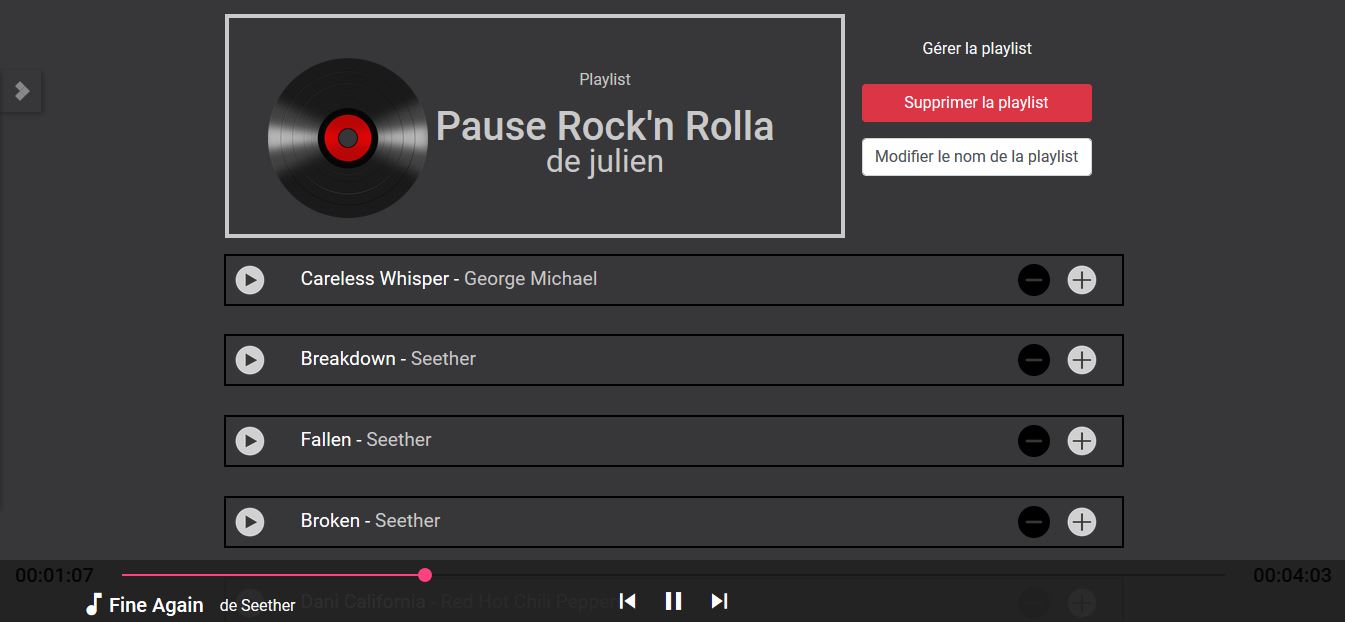 Gérer la playlist
Playlist
Supprimer la playlist
Pause Rock'n Rolla
Modifier le nom de la playlist
de julien
Careless Whisper - George Michael
Breakdown - Seether
Fallen - Seether
Broken - Seether
00:01:07 00:04:03
Fine Again de Seether
Dani California - Red Hot Chili Pepper